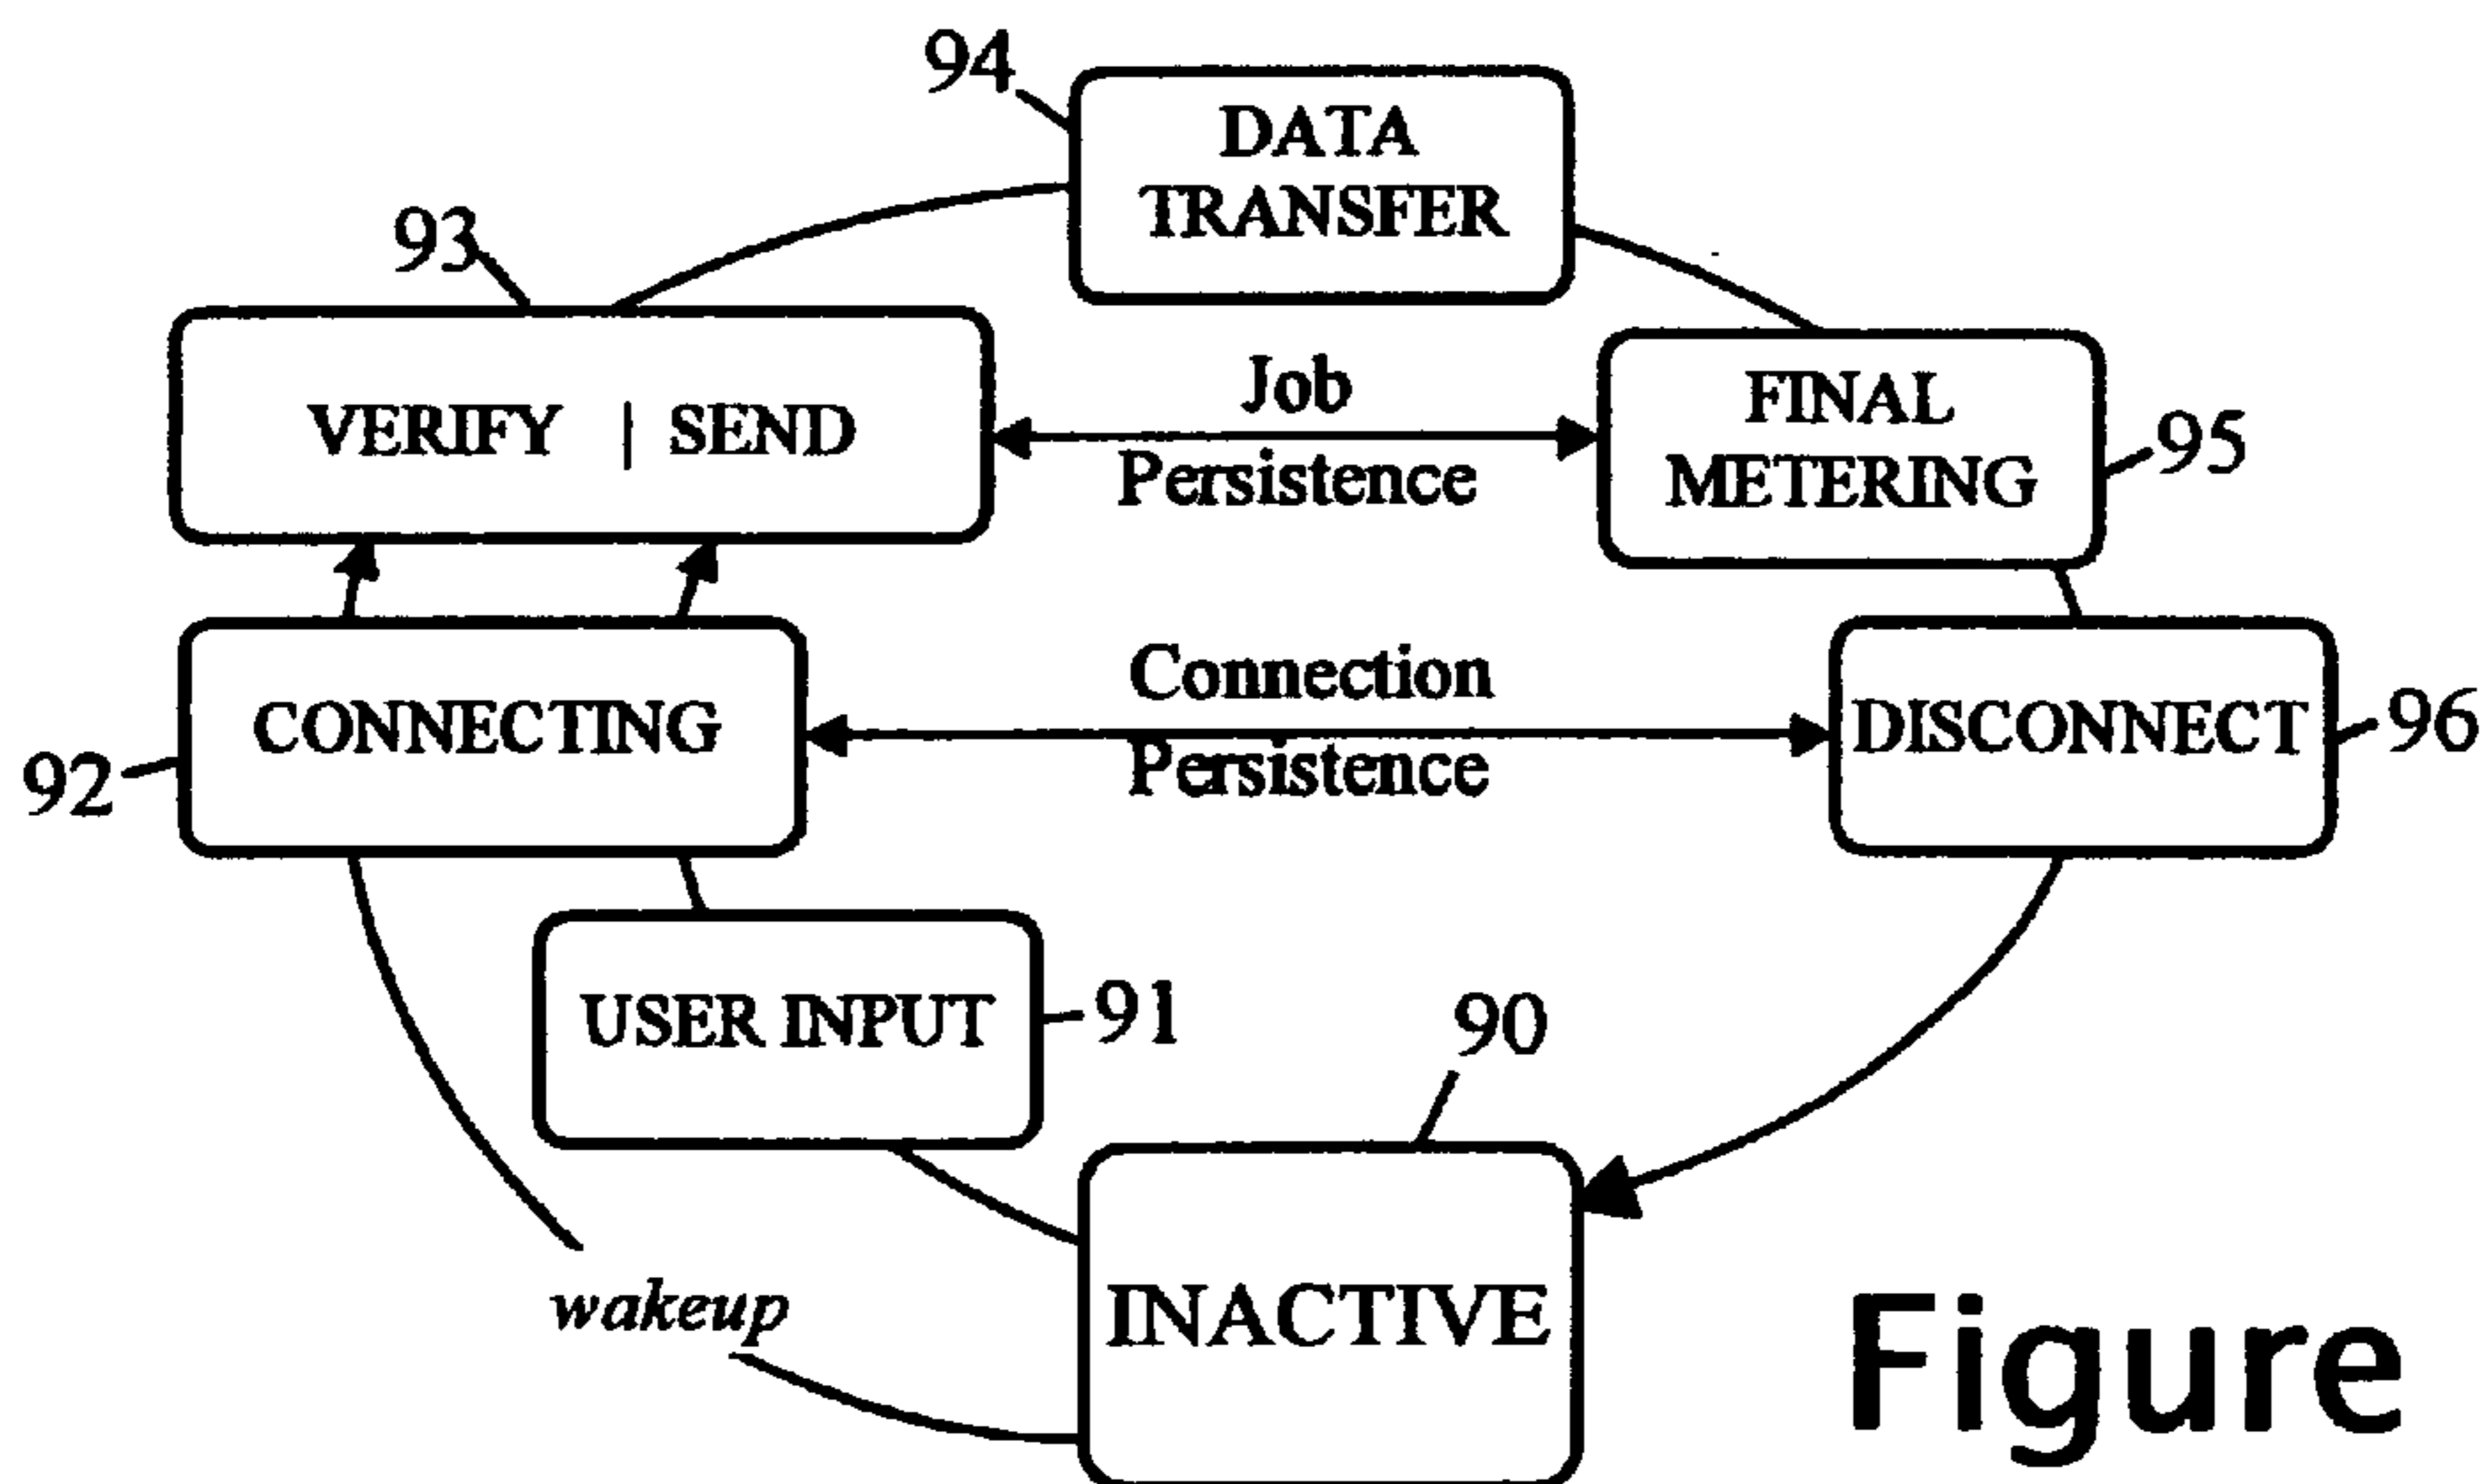 94
DATA
TRANSFER
93
VERIFY | SEND
Job
Persistence
FINAL
METERING
95
CONNECTING
92
Connection
Persistence
DISCONNECT
96
USER INPUT
91
90
wakeup
INACTIVE
Figure